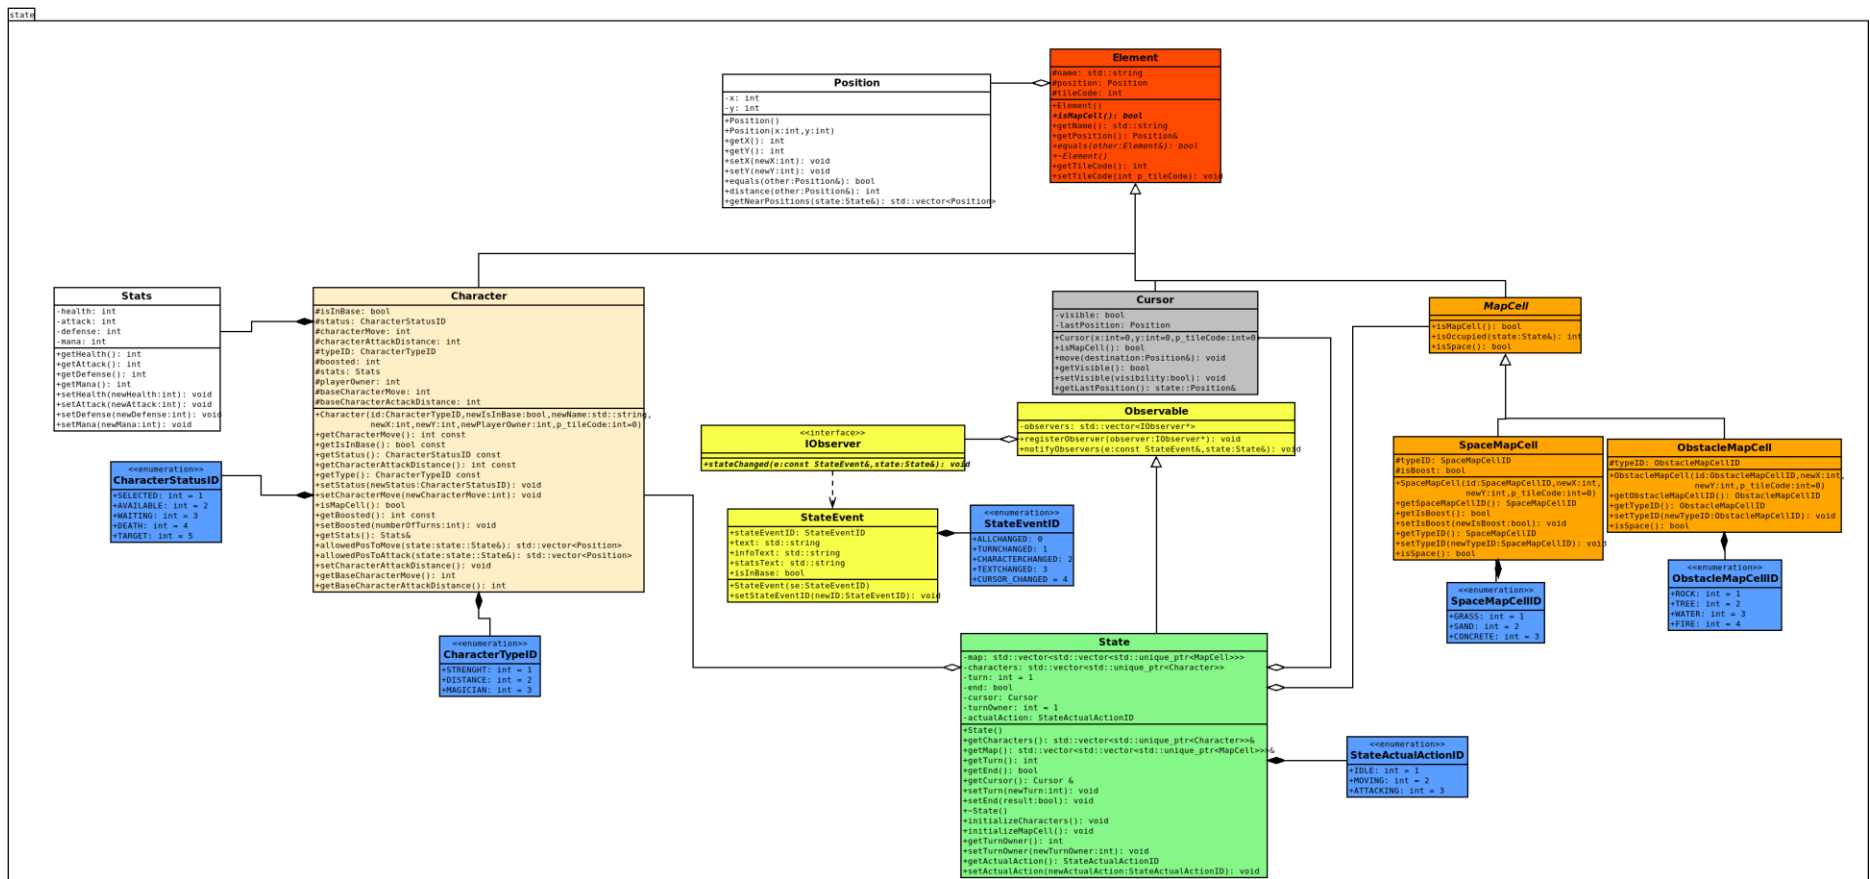 state
Element
#name: std::string
#position: Position
#tileCode: int
+Element()
+isMapCell(): bool
+getName(): std::string
+getPosition(): Position&
+equals(other:Element&): bool
+~Element()
+getTileCode(): int
+setTileCode(int p_tileCode): void
Position
-x: int
-y: int
+Position()
+Position(x:int,y:int)
+getX(): int
+getY(): int
+setX(newX:int): void
+setY(newY:int): void
+equals(other:Position&): bool
+distance(other:Position&): int
+getNearPositions(state:State&): std::vector<Position>
Stats
-health: int
-attack: int
-defense: int
-mana: int
+getHealth(): int
+getAttack(): int
+getDefense(): int
+getMana(): int
+setHealth(newHealth:int): void
+setAttack(newAttack:int): void
+setDefense(newDefense:int): void
+setMana(newMana:int): void
Character
#isInBase: bool
#status: CharacterStatusID
#characterMove: int
#characterAttackDistance: int
#typeID: CharacterTypeID
#boosted: int
#stats: Stats
#playerOwner: int
#baseCharacterMove: int
#baseCharacterActackDistance: int
+Character(id:CharacterTypeID,newIsInBase:bool,newName:std::string,
newX:int,newY:int,newPlayerOwner:int,p_tileCode:int=0)
+getCharacterMove(): int const
+getIsInBase(): bool const
+getStatus(): CharacterStatusID const
+getCharacterAttackDistance(): int const
+getType(): CharacterTypeID const
+setStatus(newStatus:CharacterStatusID): void
+setCharacterMove(newCharacterMove:int): void
+isMapCell(): bool
+getBoosted(): int const
+setBoosted(numberOfTurns:int): void
+getStats(): Stats&
+allowedPosToMove(state:state::State&): std::vector<Position>
+allowedPosToAttack(state:state::State&): std::vector<Position>
+setCharacterAttackDistance(): void
+getBaseCharacterMove(): int
+getBaseCharacterAttackDistance(): int
Cursor
-visible: bool
-lastPosition: Position
+Cursor(x:int=0,y:int=0,p_tileCode:int=0)
+isMapCell(): bool
+move(destination:Position&): void
+getVisible(): bool
+setVisible(visibility:bool): void
+getLastPosition(): state::Position&
MapCell
+isMapCell(): bool
+isOccupied(state:State&): int
+isSpace(): bool
<<enumeration>>
CharacterStatusID
+SELECTED: int = 1
+AVAILABLE: int = 2
+WAITING: int = 3
+DEATH: int = 4
+TARGET: int = 5
<<interface>>
IObserver
+stateChanged(e:const StateEvent&,state:State&): void
Observable
-observers: std::vector<IObserver*>
+registerObserver(observer:IObserver*): void
+notifyObservers(e:const StateEvent&,state:State&): void
StateEvent
+stateEventID: StateEventID
+text: std::string
+infoText: std::string
+statsText: std::string
+isInBase: bool
+StateEvent(se:StateEventID)
+setStateEventID(newID:StateEventID): void
<<enumeration>>
StateEventID
+ALLCHANGED: 0
+TURNCHANGED: 1
+CHARACTERCHANGED: 2
+TEXTCHANGED: 3
+CURSOR_CHANGED = 4
SpaceMapCell
#typeID: SpaceMapCellID
#isBoost: bool
+SpaceMapCell(id:SpaceMapCellID,newX:int,
newY:int,p_tileCode:int=0)
+getSpaceMapCellID(): SpaceMapCellID
+getIsBoost(): bool
+setIsBoost(newIsBoost:bool): void
+getTypeID(): SpaceMapCellID
+setTypeID(newTypeID:SpaceMapCellID): void
+isSpace(): bool
ObstacleMapCell
#typeID: ObstacleMapCellID
+ObstacleMapCell(id:ObstacleMapCellID,newX:int,
newY:int,p_tileCode:int=0)
+getObstacleMapCellID(): ObstacleMapCellID
+getTypeID(): ObstacleMapCellID
+setTypeID(newTypeID:ObstacleMapCellID): void
+isSpace(): bool
<<enumeration>>
SpaceMapCellID
+GRASS: int = 1
+SAND: int = 2
+CONCRETE: int = 3
<<enumeration>>
ObstacleMapCellID
+ROCK: int = 1
+TREE: int = 2
+WATER: int = 3
+FIRE: int = 4
<<enumeration>>
CharacterTypeID
+STRENGHT: int = 1
+DISTANCE: int = 2
+MAGICIAN: int = 3
State
-map: std::vector<std::vector<std::unique_ptr<MapCell>>>
-characters: std::vector<std::unique_ptr<Character>>
-turn: int = 1
-end: bool
-cursor: Cursor
-turnOwner: int = 1
-actualAction: StateActualActionID
+State()
+getCharacters(): std::vector<std::unique_ptr<Character>>&
+getMap(): std::vector<std::vector<std::unique_ptr<MapCell>>>&
+getTurn(): int
+getEnd(): bool
+getCursor(): Cursor &
+setTurn(newTurn:int): void
+setEnd(result:bool): void
+~State()
+initializeCharacters(): void
+initializeMapCell(): void
+getTurnOwner(): int
+setTurnOwner(newTurnOwner:int): void
+getActualAction(): StateActualActionID
+setActualAction(newActualAction:StateActualActionID): void
<<enumeration>>
StateActualActionID
+IDLE: int = 1
+MOVING: int = 2
+ATTACKING: int = 3